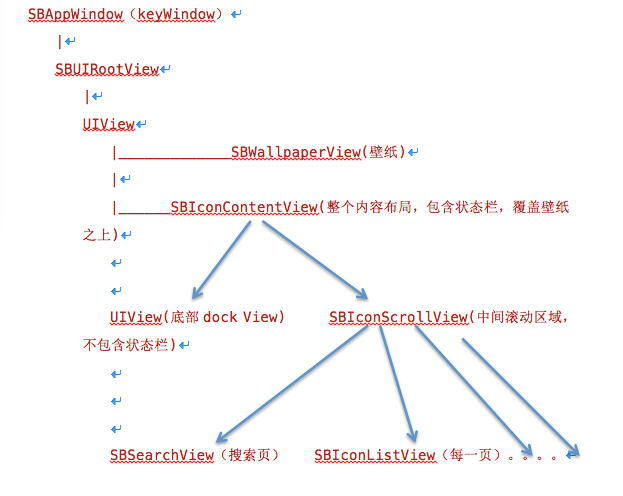 SBAppWindow（keyWindow）
|
SBUIRootView
|
UIView
|_____________SBWallpaperView(壁纸)
|
|______SBIconContentView(整个内容布局，包含状态栏，覆盖壁纸
之上)
UIView(底部 dock View) SBIconScrollView(中间滚动区域，
不包含状态栏)
SBSearchView（搜索页） SBIconListView（每一页）。。。。